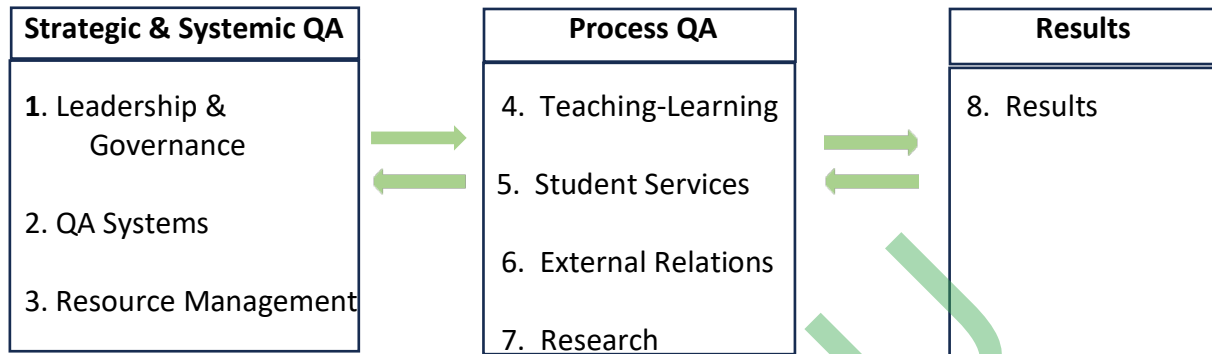 Strategic & Systemic QA
1. Leadership &
Governance
2. QA Systems
3. Resource Management
Process QA
4. Teaching-Learning
5. Student Services
6. External Relations
7. Research
Results
8. Results